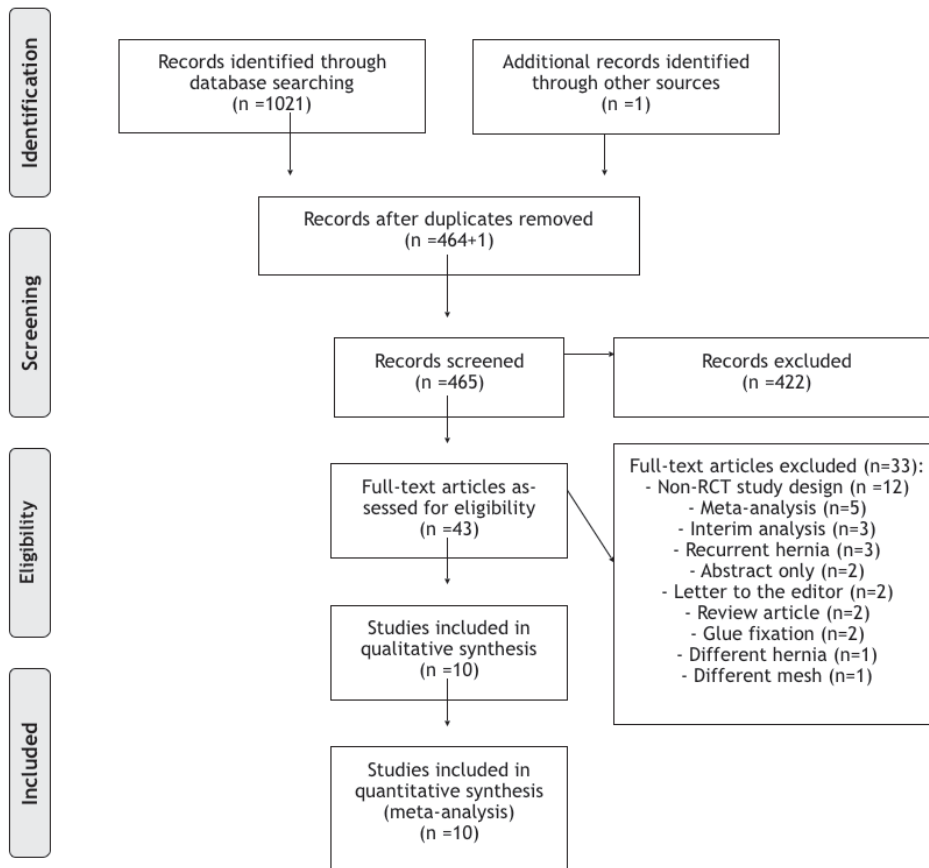 Identification
Records identified through
database searching
(n =1021)
Additional records identified
through other sources
(n =1)
Records after duplicates removed
(n =464+1)
Screening
Records screened
(n =465)
Records excluded
(n =422)
Eligibility
Full-text articles as-
sessed for eligibility
(n =43)
Full-text articles excluded (n=33):
- Non-RCT study design (n =12)
- Meta-analysis (n=5)
- Interim analysis (n=3)
- Recurrent hernia (n=3)
- Abstract only (n=2)
- Letter to the editor (n=2)
- Review article (n=2)
- Glue fixation (n=2)
- Different hernia (n=1)
- Different mesh (n=1)
Studies included in
qualitative synthesis
(n =10)
Included
Studies included in
quantitative synthesis
(meta-analysis)
(n =10)